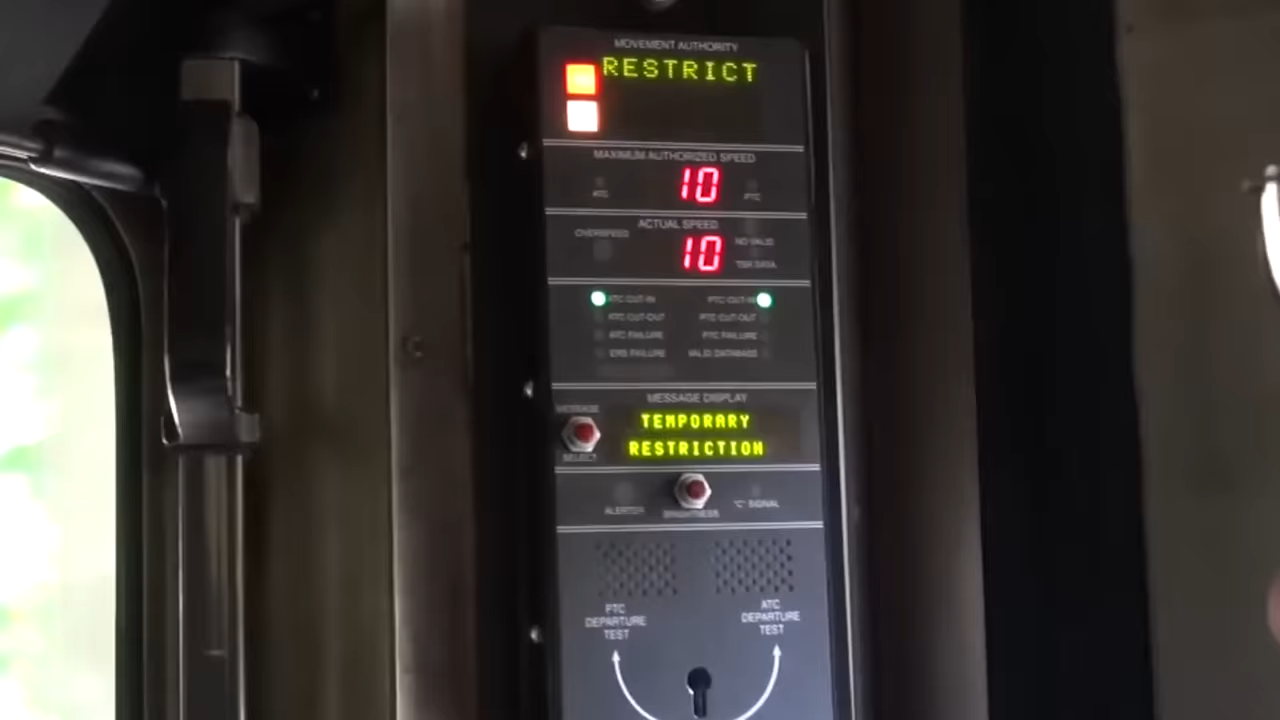 MOVEMENT AUTHORITY
RESTRICT
MAXIMUM AUTHORIZED SPEED
10
ATC
PTC
ACTUAL SPEED
OVERSPEED
10
NO VALID
TSR DATA
ATC CUT-IN
PTC CUT-IN
ATC CUT-OUT
PTC CUT-OUT
ATC FAILURE
PTC FAILURE
ERS FAILURE
VALID DATABASE
MESSAGE DISPLAY
MESSAGE
TEMPORARY
RESTRICTION
SELECT
ALERTER
BRIGHTNESS
"C" SIGNAL
PTC
DEPARTURE
TEST
ATC
DEPARTURE
TEST